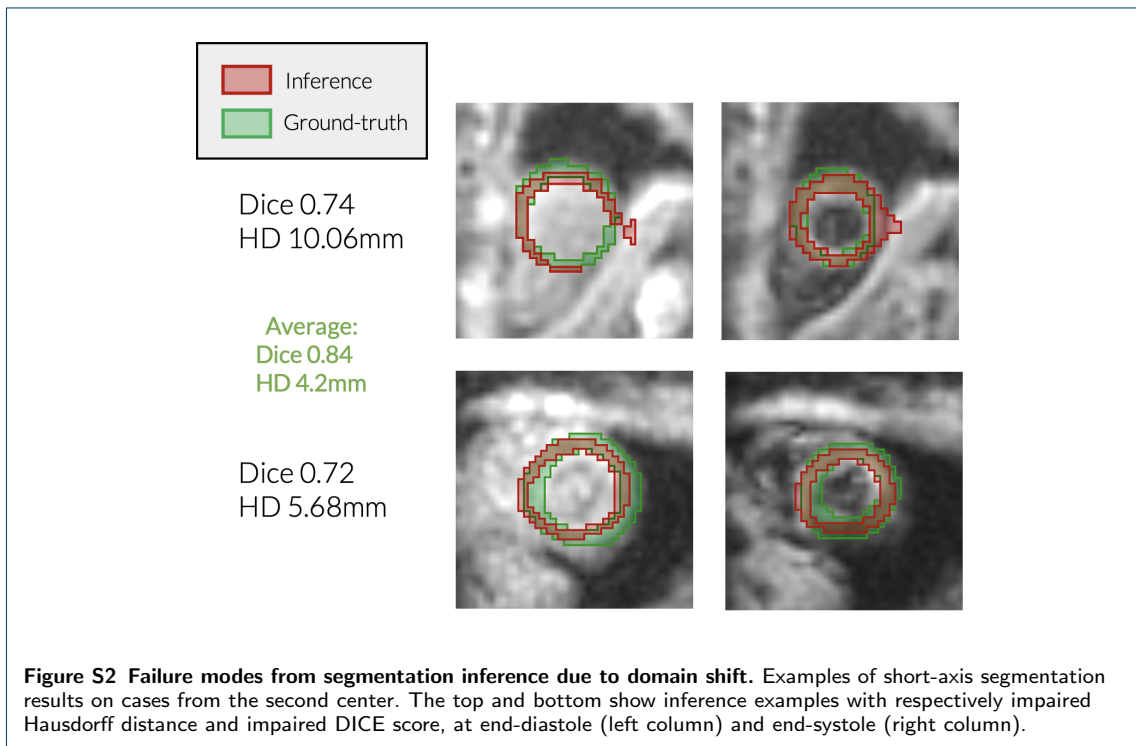 Inference
Ground-truth
Dice 0.74
HD 10.06mm
Average:
Dice 0.84
HD 4.2mm
Dice 0.72
HD 5.68mm
Figure S2 Failure modes from segmentation inference due to domain shift. Examples of short-axis segmentation
results on cases from the second center. The top and bottom show inference examples with respectively impaired
Hausdorff distance and impaired DICE score, at end-diastole (left column) and end-systole (right column).